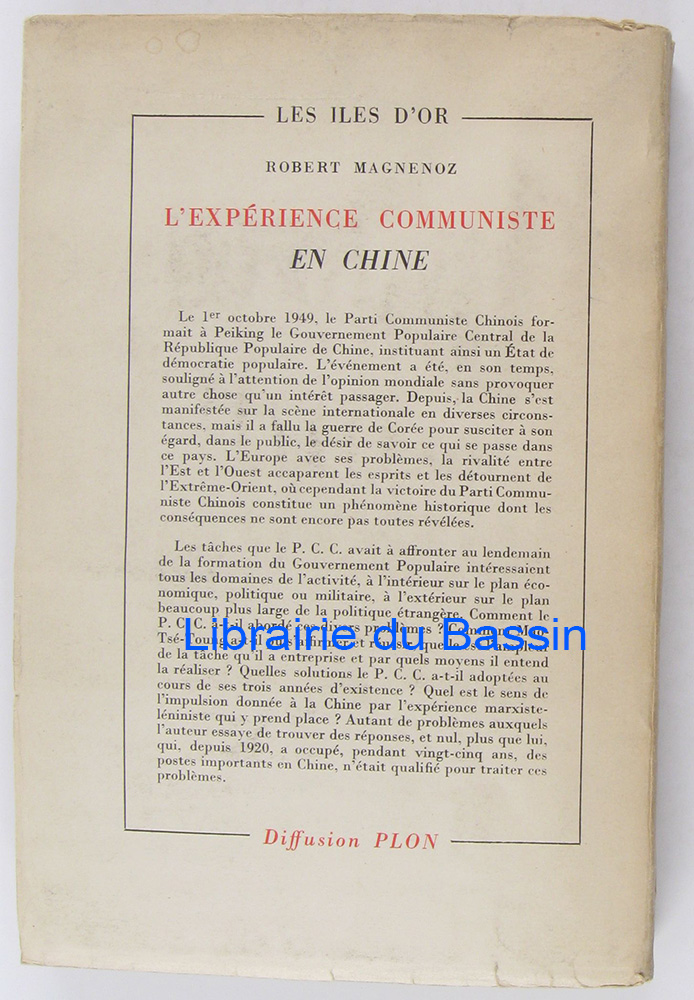 LES ILES D'OR
ROBERT MAGNENOZ
L'EXPÉRIENCE COMMUNISTE
EN CHINE
Le 1er octobre 1949, le Parti Communiste Chinois for-
mait à Peiking le Gouvernement Populaire Central de la
République Populaire de Chine, instituant ainsi un État de
démocratie populaire. L'événement a été, en son temps,
souligné à l'attention de l'opinion mondiale sans provoquer
autre chose qu'un intérêt passager. Depuis, la Chine s'est
manifestée sur la scène internationale en diverses circons-
tances, mais il a fallu la guerre de Corée pour susciter à son
égard, dans le public, le désir de savoir ce qui se passe dans
ce pays. L'Europe avec ses problèmes, la rivalité entre
l'Est et l'Ouest accaparent les esprits et les détournent de
l'Extrême-Orient, où cependant la victoire du Parti Commu-
niste Chinois constitue un phénomène historique dont les
conséquences ne sont encore pas toutes révélées.
Les tâches que le P. C. C. avait à affronter au lendemain
de la formation du Gouvernement Populaire intéressaient
tous les domaines de l'activité, à l'intérieur sur le plan éco-
nomique, politique ou militaire, à l'extérieur sur le plan
beaucoup plus large de la politique étrangère. Comment le
P. C. C. a-t-il abordé ces divers problèmes ? Comment Mao
Librairie du Bassin
Tsé-Toung a-t-il et quelle est
de la tâche qu'il a entreprise et par quels moyens il entend
la réaliser ? Quelles solutions le P. C. C. a-t-il adoptées au
cours de ses trois années d'existence ? Quel est le sens de
l'impulsion donnée à la Chine par l'expérience marxiste-
léniniste qui y prend place ? Autant de problèmes auxquels
l'auteur essaye de trouver des réponses, et nul, plus que lui,
qui, depuis 1920, a occupé, pendant vingt-cinq ans, des
postes importants en Chine, n'était qualifié pour traiter ces
problèmes.
Diffusion PLON